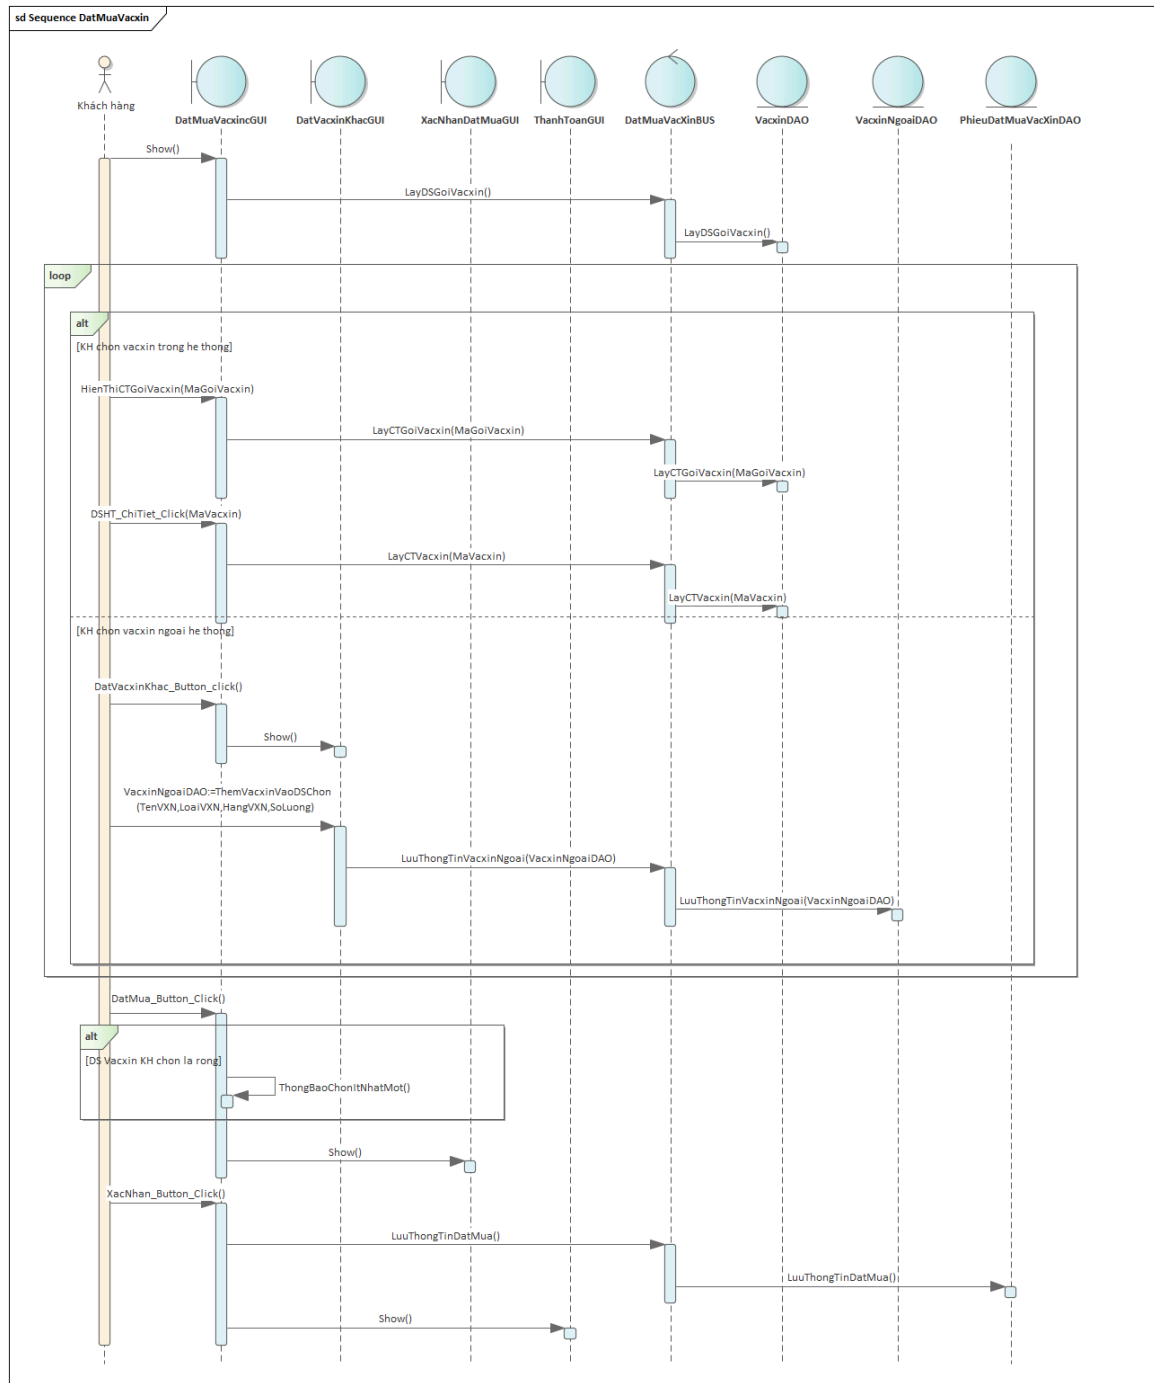 sd Sequence DatMuaVacxin
Khách hàng
DatMuaVacxincGUI
DatVacxinKhacGUI
XacNhanDatMuaGUI
ThanhToanGUI
DatMuaVacXinBUS
VacxinDAO
VacxinNgoaiDAO
PhieuDatMuaVacXinDAO
Show()
LayDSGoiVacxin()
LayDSGoiVacxin()
loop
alt
[KH chon vacxin trong he thong]
HienThiCTGoiVacxin(MaGoiVacxin)
LayCTGoiVacxin(MaGoiVacxin)
LayCTGoiVacxin(MaGoiVacxin)
DSHT_ChiTiet_Click(MaVacxin)
LayCTVacxin(MaVacxin)
LayCTVacxin(MaVacxin)
[KH chon vacxin ngoai he thong]
DatVacxinKhac_Button_click()
Show()
VacxinNgoaiDAO:=ThemVacxinVaoDSChon
(TenVXN,LoaiVXN,HangVXN,SoLuong)
LuuThongTinVacxinNgoai(VacxinNgoaiDAO)
LuuThongTinVacxinNgoai(VacxinNgoaiDAO)
DatMua_Button_Click()
alt
[DS Vacxin KH chon la rong]
ThongBaoChonItNhatMot()
Show()
XacNhan_Button_Click()
LuuThongTinDatMua()
LuuThongTinDatMua()
Show()